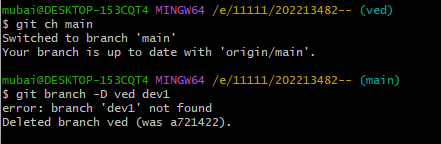 mubai@DESKTOP-153CQT4 MINGW64 /e/11111/202213482-- (ved)
$ git ch main
Switched to branch 'main'
Your branch is up to date with 'origin/main'.
mubai@DESKTOP-153CQT4 MINGW64 /e/11111/202213482-- (main)
$ git branch -D ved dev1
error: branch 'dev1' not found
Deleted branch ved (was a721422).